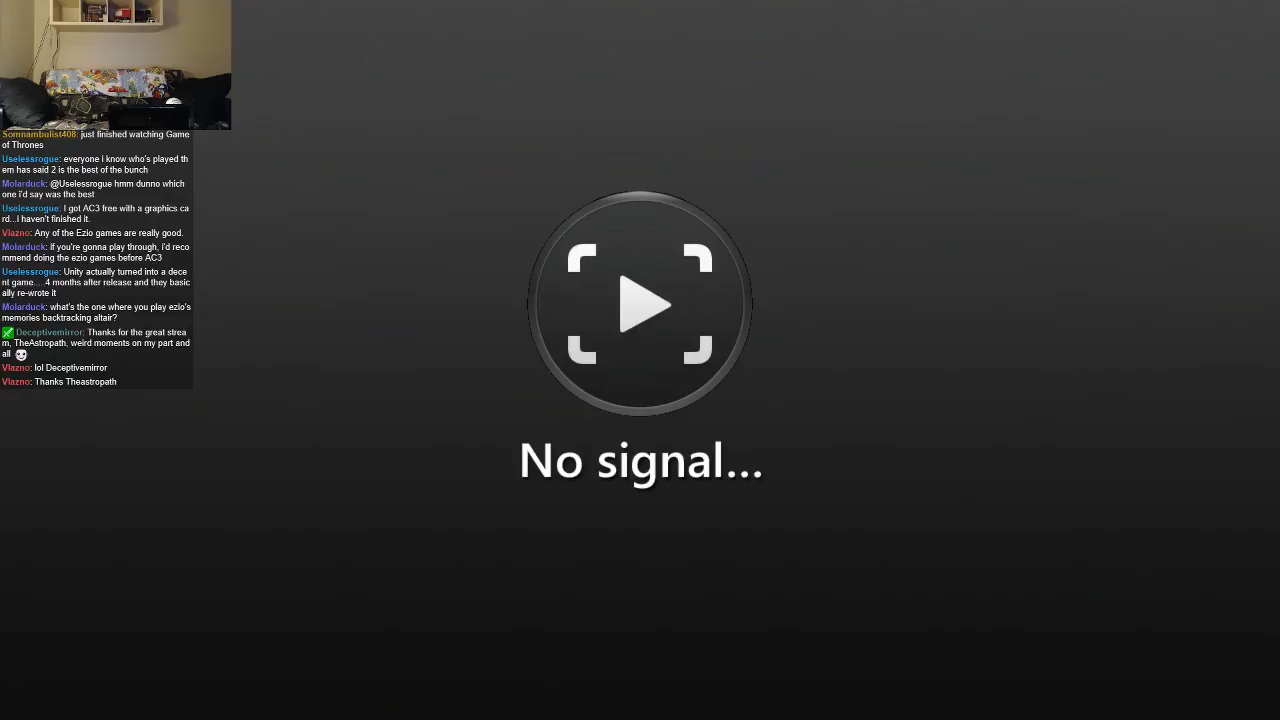 Somnambulist408: just finished watching Game
of Thrones
Uselessrogue: everyone i know who's played th
em has said 2 is the best of the bunch
Molarduck: @Uselessrogue hmm dunno which
one i'd say was the best
Uselessrogue: I got AC3 free with a graphics ca
rd...i haven't finished it.
Vlazno: Any of the Ezio games are really good.
Molarduck: if you're gonna play through, i'd reco
mmend doing the ezio games before AC3
Uselessrogue: Unity actually turned into a dece
nt game.....4 months after release and they basic
ally re-wrote it
Molarduck: what's the one where you play ezio's
memories backtracking altair?
Deceptivemirror: Thanks for the great strea
m, TheAstropath, weird moments on my part and
all
Vlazno: lol Deceptivemirror
Vlazno: Thanks Theastropath
No signal...